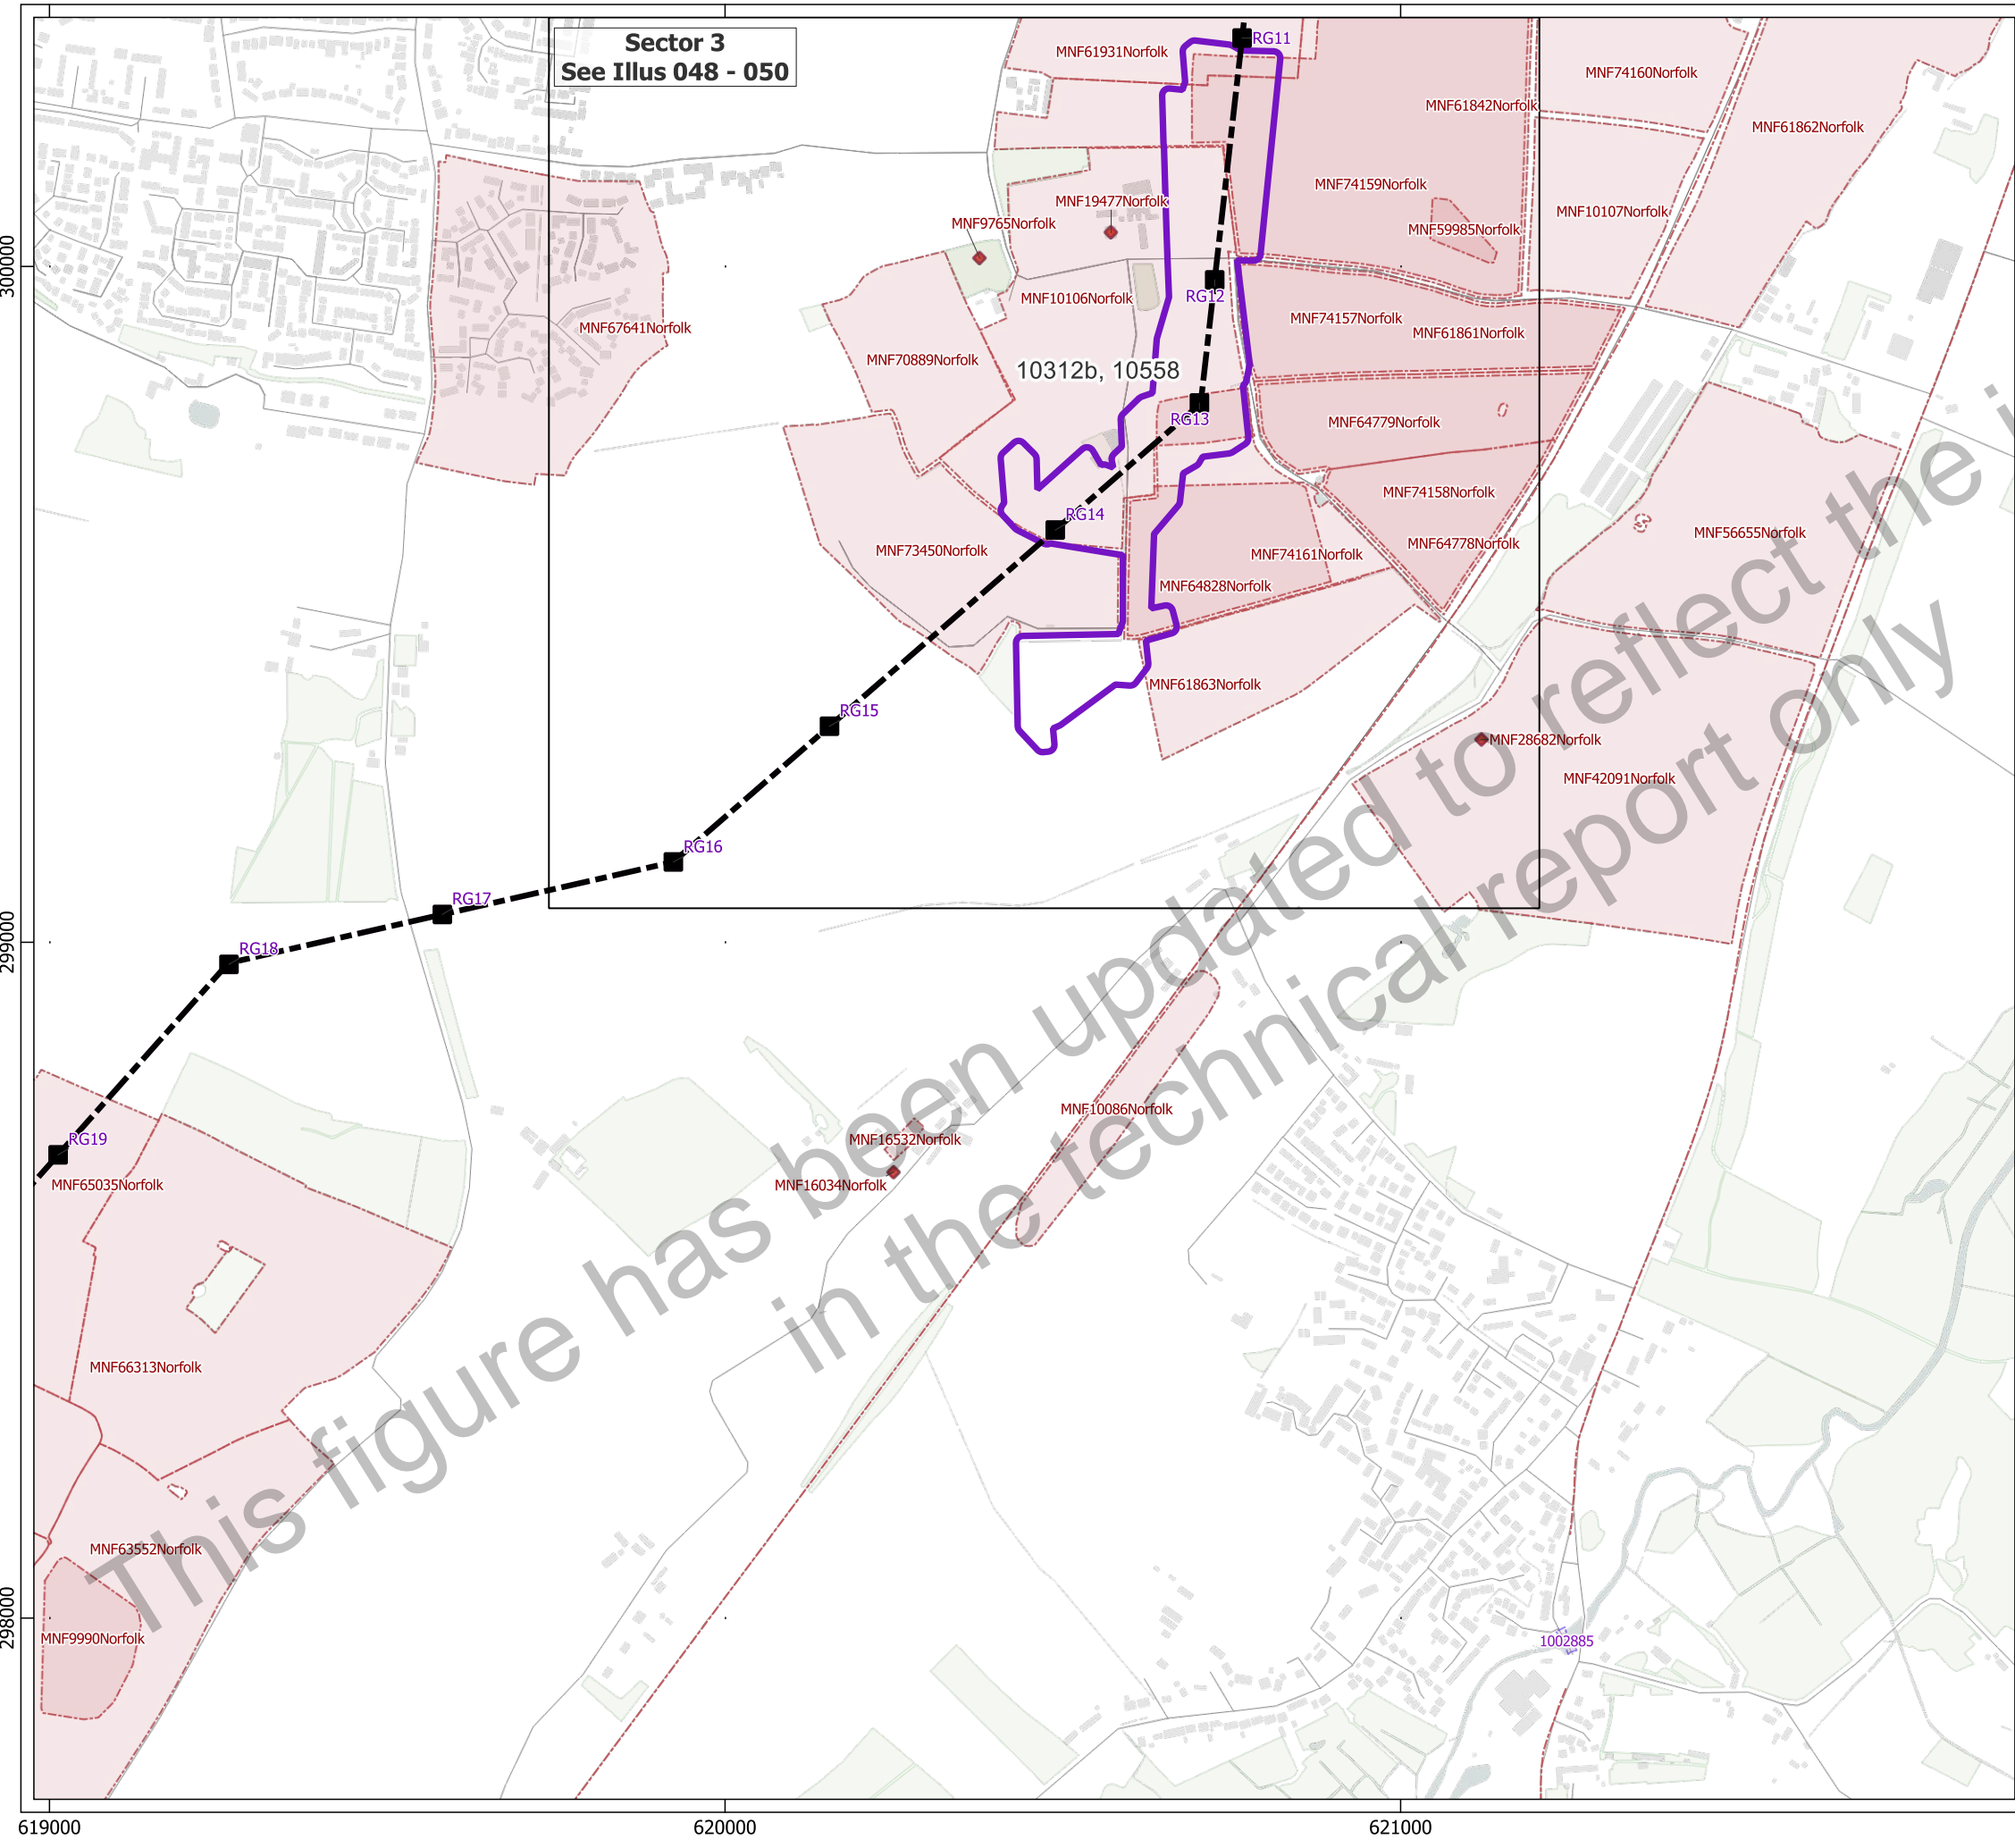 Sector 3
See Illus 048 - 050
RG11
MNF61931Norfolk
MNF74160Norfolk
MNF61842Norfolk
MNF61862Norfolk
MNF74159Norfolk
MNF19477Norfolk
MNF10107Norfolk
MNF9765Norfolk
MNF59985Norfolk
300000
RG12
MNF10106Norfolk
MNF74157Norfolk
MNF67641Norfolk
MNF61861Norfolk
MNF70889Norfolk
10312b, 10558
RG13
MNF64779Norfolk
MNF74158Norfolk
RG14
MNF56655Norfolk
MNF73450Norfolk
MNF74161Norfolk
MNF64778Norfolk
MNF64828Norfolk
MNF61863Norfolk
RG15
MNF28682Norfolk
MNF42091Norfolk
RG16
RG17
299000
RG18
MNF10086Norfolk
RG19
MNF16532Norfolk
MNF65035Norfolk
MNF16034Norfolk
MNF66313Norfolk
MNF63552Norfolk
298000
MNF9990Norfolk
1002885
This figure has been updated to reflect the i
in the technical report only
619000
620000
621000